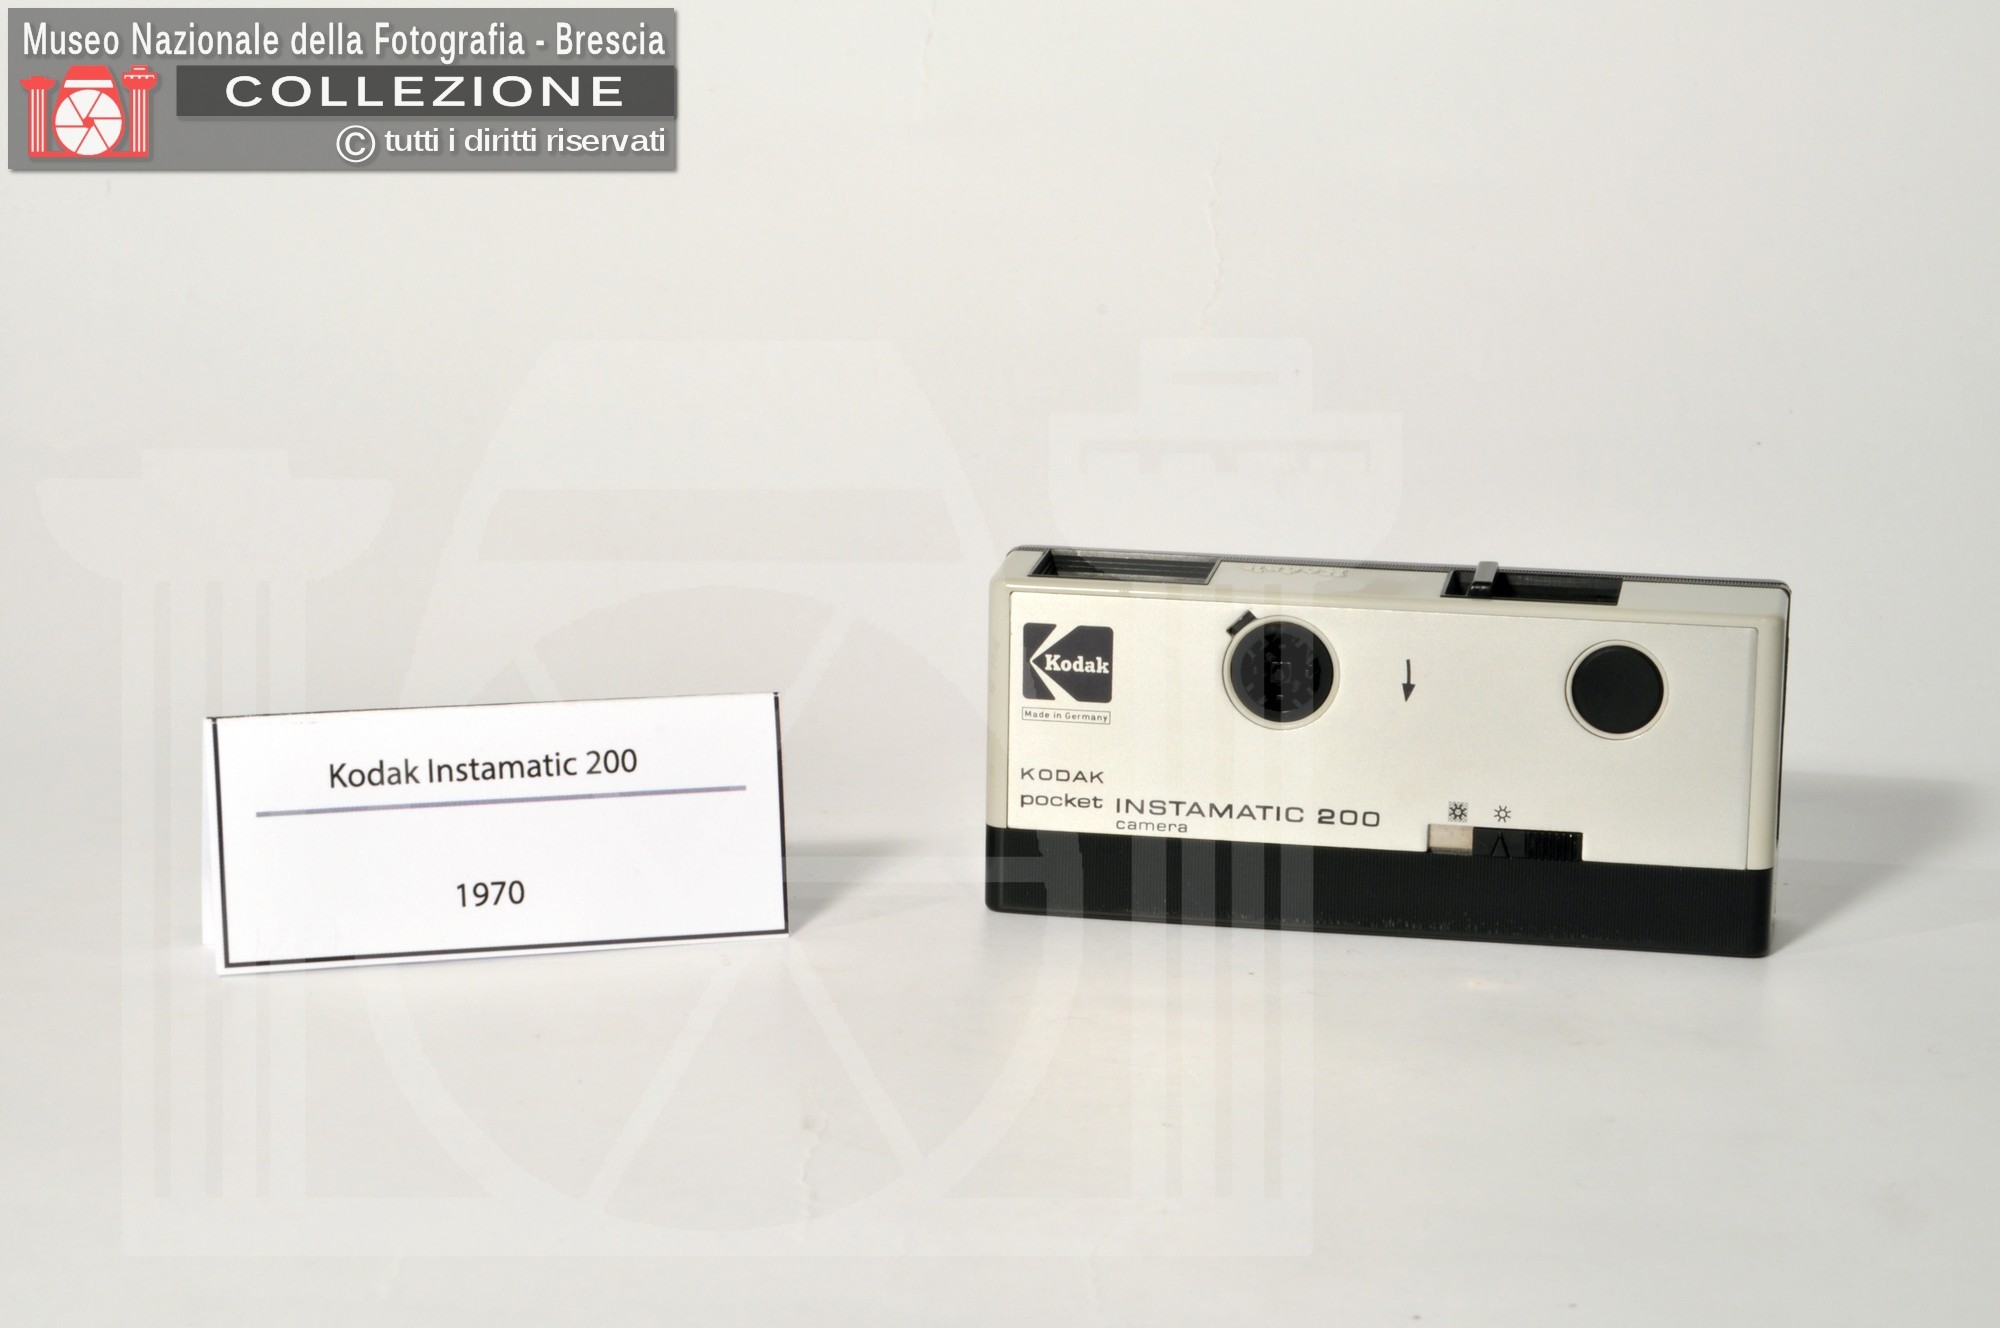 Museo Nazionale della Fotografia - Brescia
COLLEZIONE
© tutti i diritti riservati
Kodak Instamatic 200
1970
Kodak
Made in Germany
KODAK
pocket INSTAMATIC 200
camera